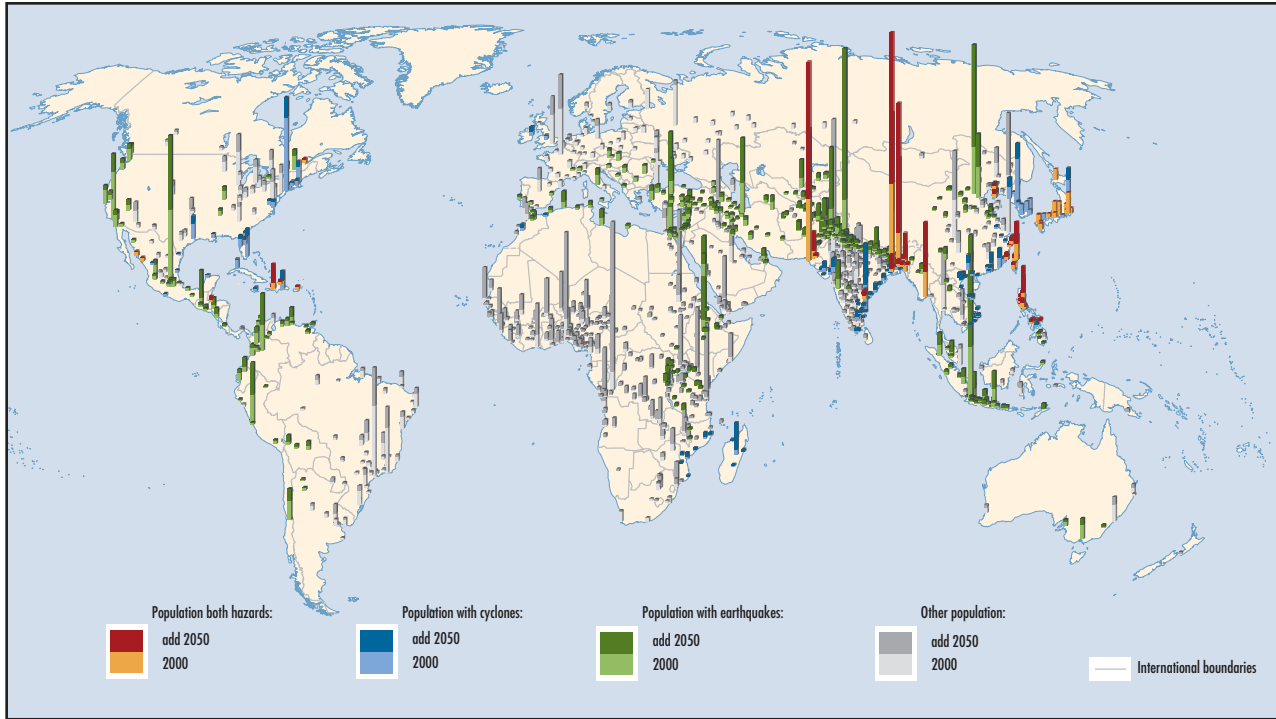 Population both hazards:
add 2050
2000
Population with cyclones:
add 2050
2000
Population with earthquakes:
add 2050
2000
Other population:
add 2050
2000
International boundaries